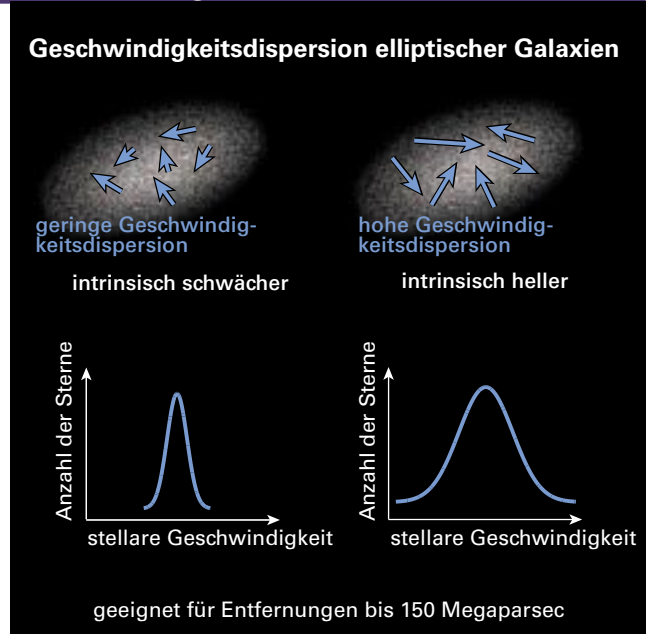 Geschwindigkeitsdispersion elliptischer Galaxien
geringe Geschwindig-
keitsdispersion
intrinsisch schwächer
hohe Geschwindig-
keitsdispersion
intrinsisch heller
Anzahl der Sterne
stellare Geschwindigkeit
Anzahl der Sterne
stellare Geschwindigkeit
geeignet für Entfernungen bis 150 Megaparsec